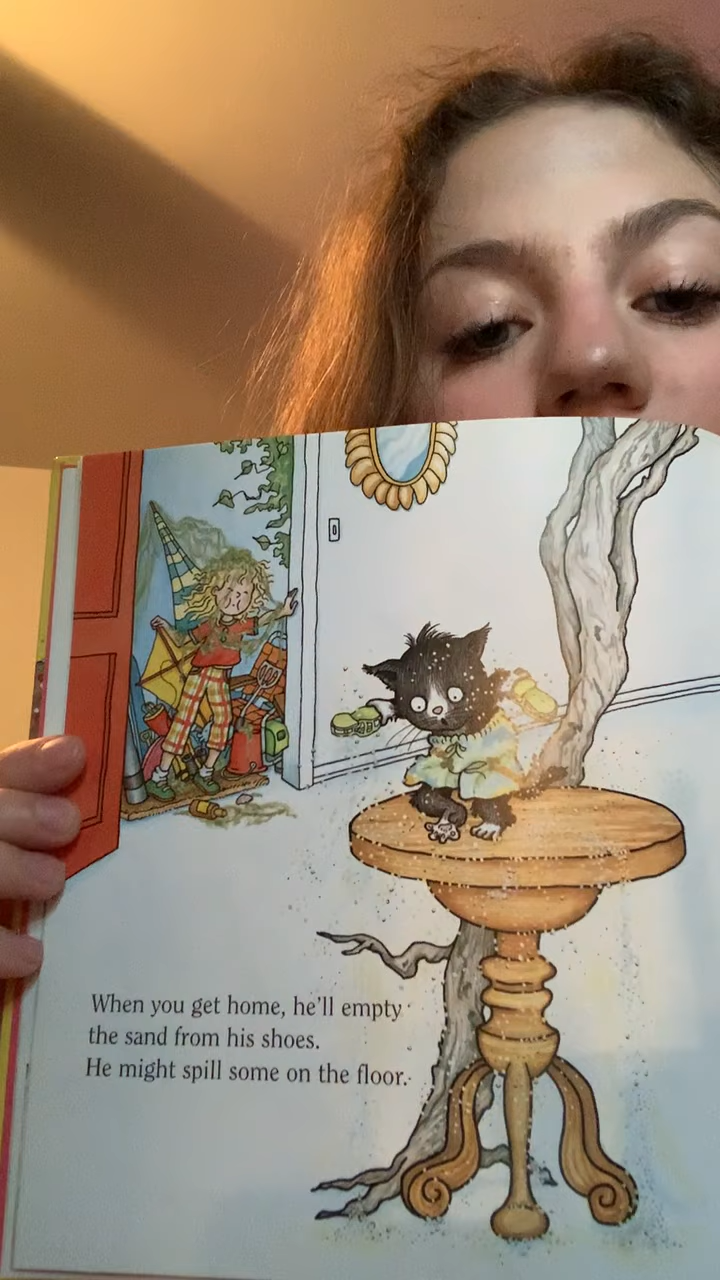 When you get home, he'll empty
the sand from his shoes.
He might spill some on the floor.